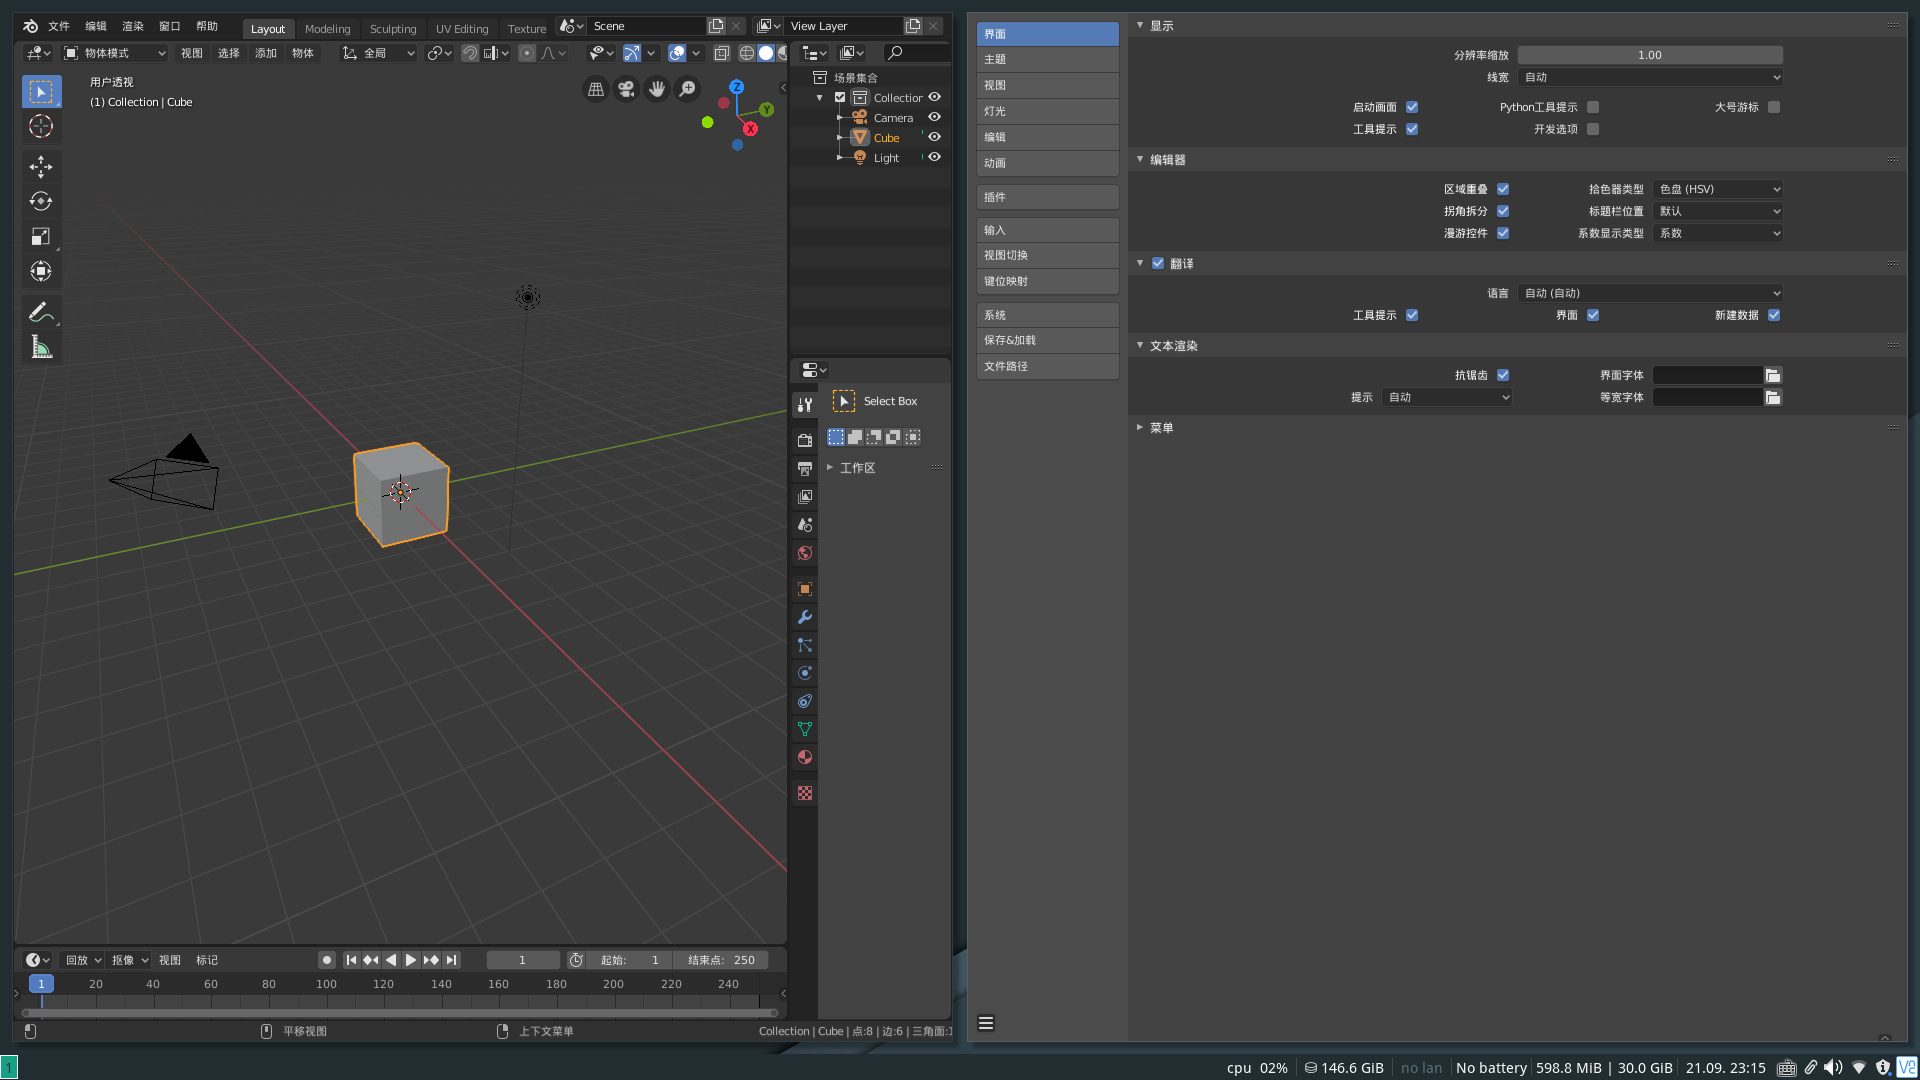 文件 编辑 渲染 窗口 帮助 Layout Modeling Sculpting UV Editing Texture Scene View Layer
物体模式 视图 选择 添加 物体 全局
用户透视
(1) Collection | Cube
Z
Y
X
场景集合
Collection
Camera
Cube
Light
Select Box
工作区
回放 抠像 视图 标记 1 起始: 1 结束点: 250
1 20 40 60 80 100 120 140 160 180 200 220 240
平移视图 上下文菜单 Collection | Cube | 点:8 | 边:6 | 三角面:1
界面
主题
视图
灯光
编辑
动画
插件
输入
视图切换
键位映射
系统
保存&加载
文件路径
显示
分辨率缩放 1.00
线宽 自动
启动画面 Python工具提示 大号游标
工具提示 开发选项
编辑器
区域重叠 拾色器类型 色盘 (HSV)
拐角拆分 标题栏位置 默认
漫游控件 系数显示类型 系数
翻译
语言 自动 (自动)
工具提示 界面 新建数据
文本渲染
抗锯齿 界面字体
提示 自动 等宽字体
菜单
1 cpu 02% 146.6 GiB no lan No battery 598.8 MiB | 30.0 GiB 21.09. 23:15